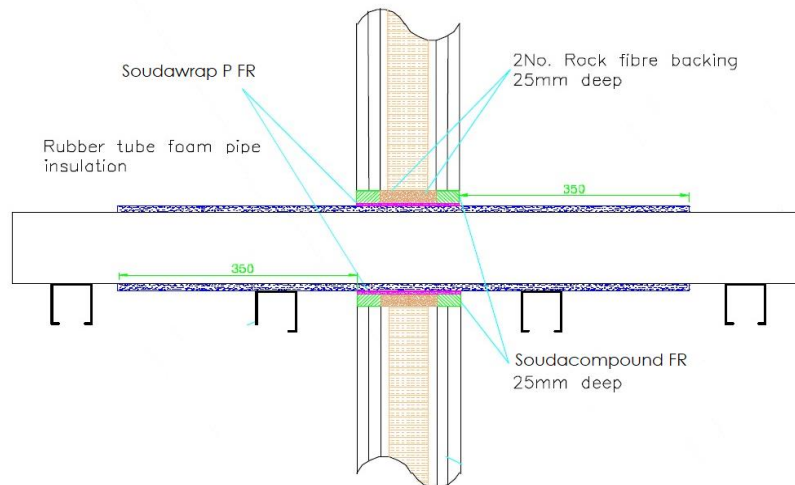 Soudawrap P FR
2No. Rock fibre backing
25mm deep
Rubber tube foam pipe
insulation
350
350
Soudacompound FR
25mm deep